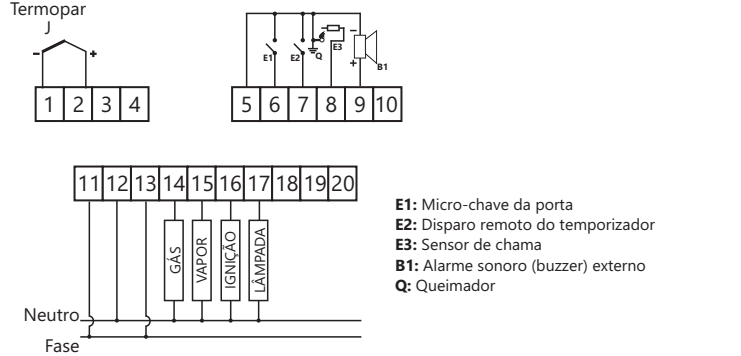 Termopar
J
- +
1 2 3 4
E1 E2 Q E3 - + B1
5 6 7 8 9 10
11 12 13 14 15 16 17 18 19 20
GÁS
VAPOR
IGNIÇÃO
LÂMPADA
Neutro
Fase
E1: Micro-chave da porta
E2: Disparo remoto do temporizador
E3: Sensor de chama
B1: Alarme sonoro (buzzer) externo
Q: Queimador